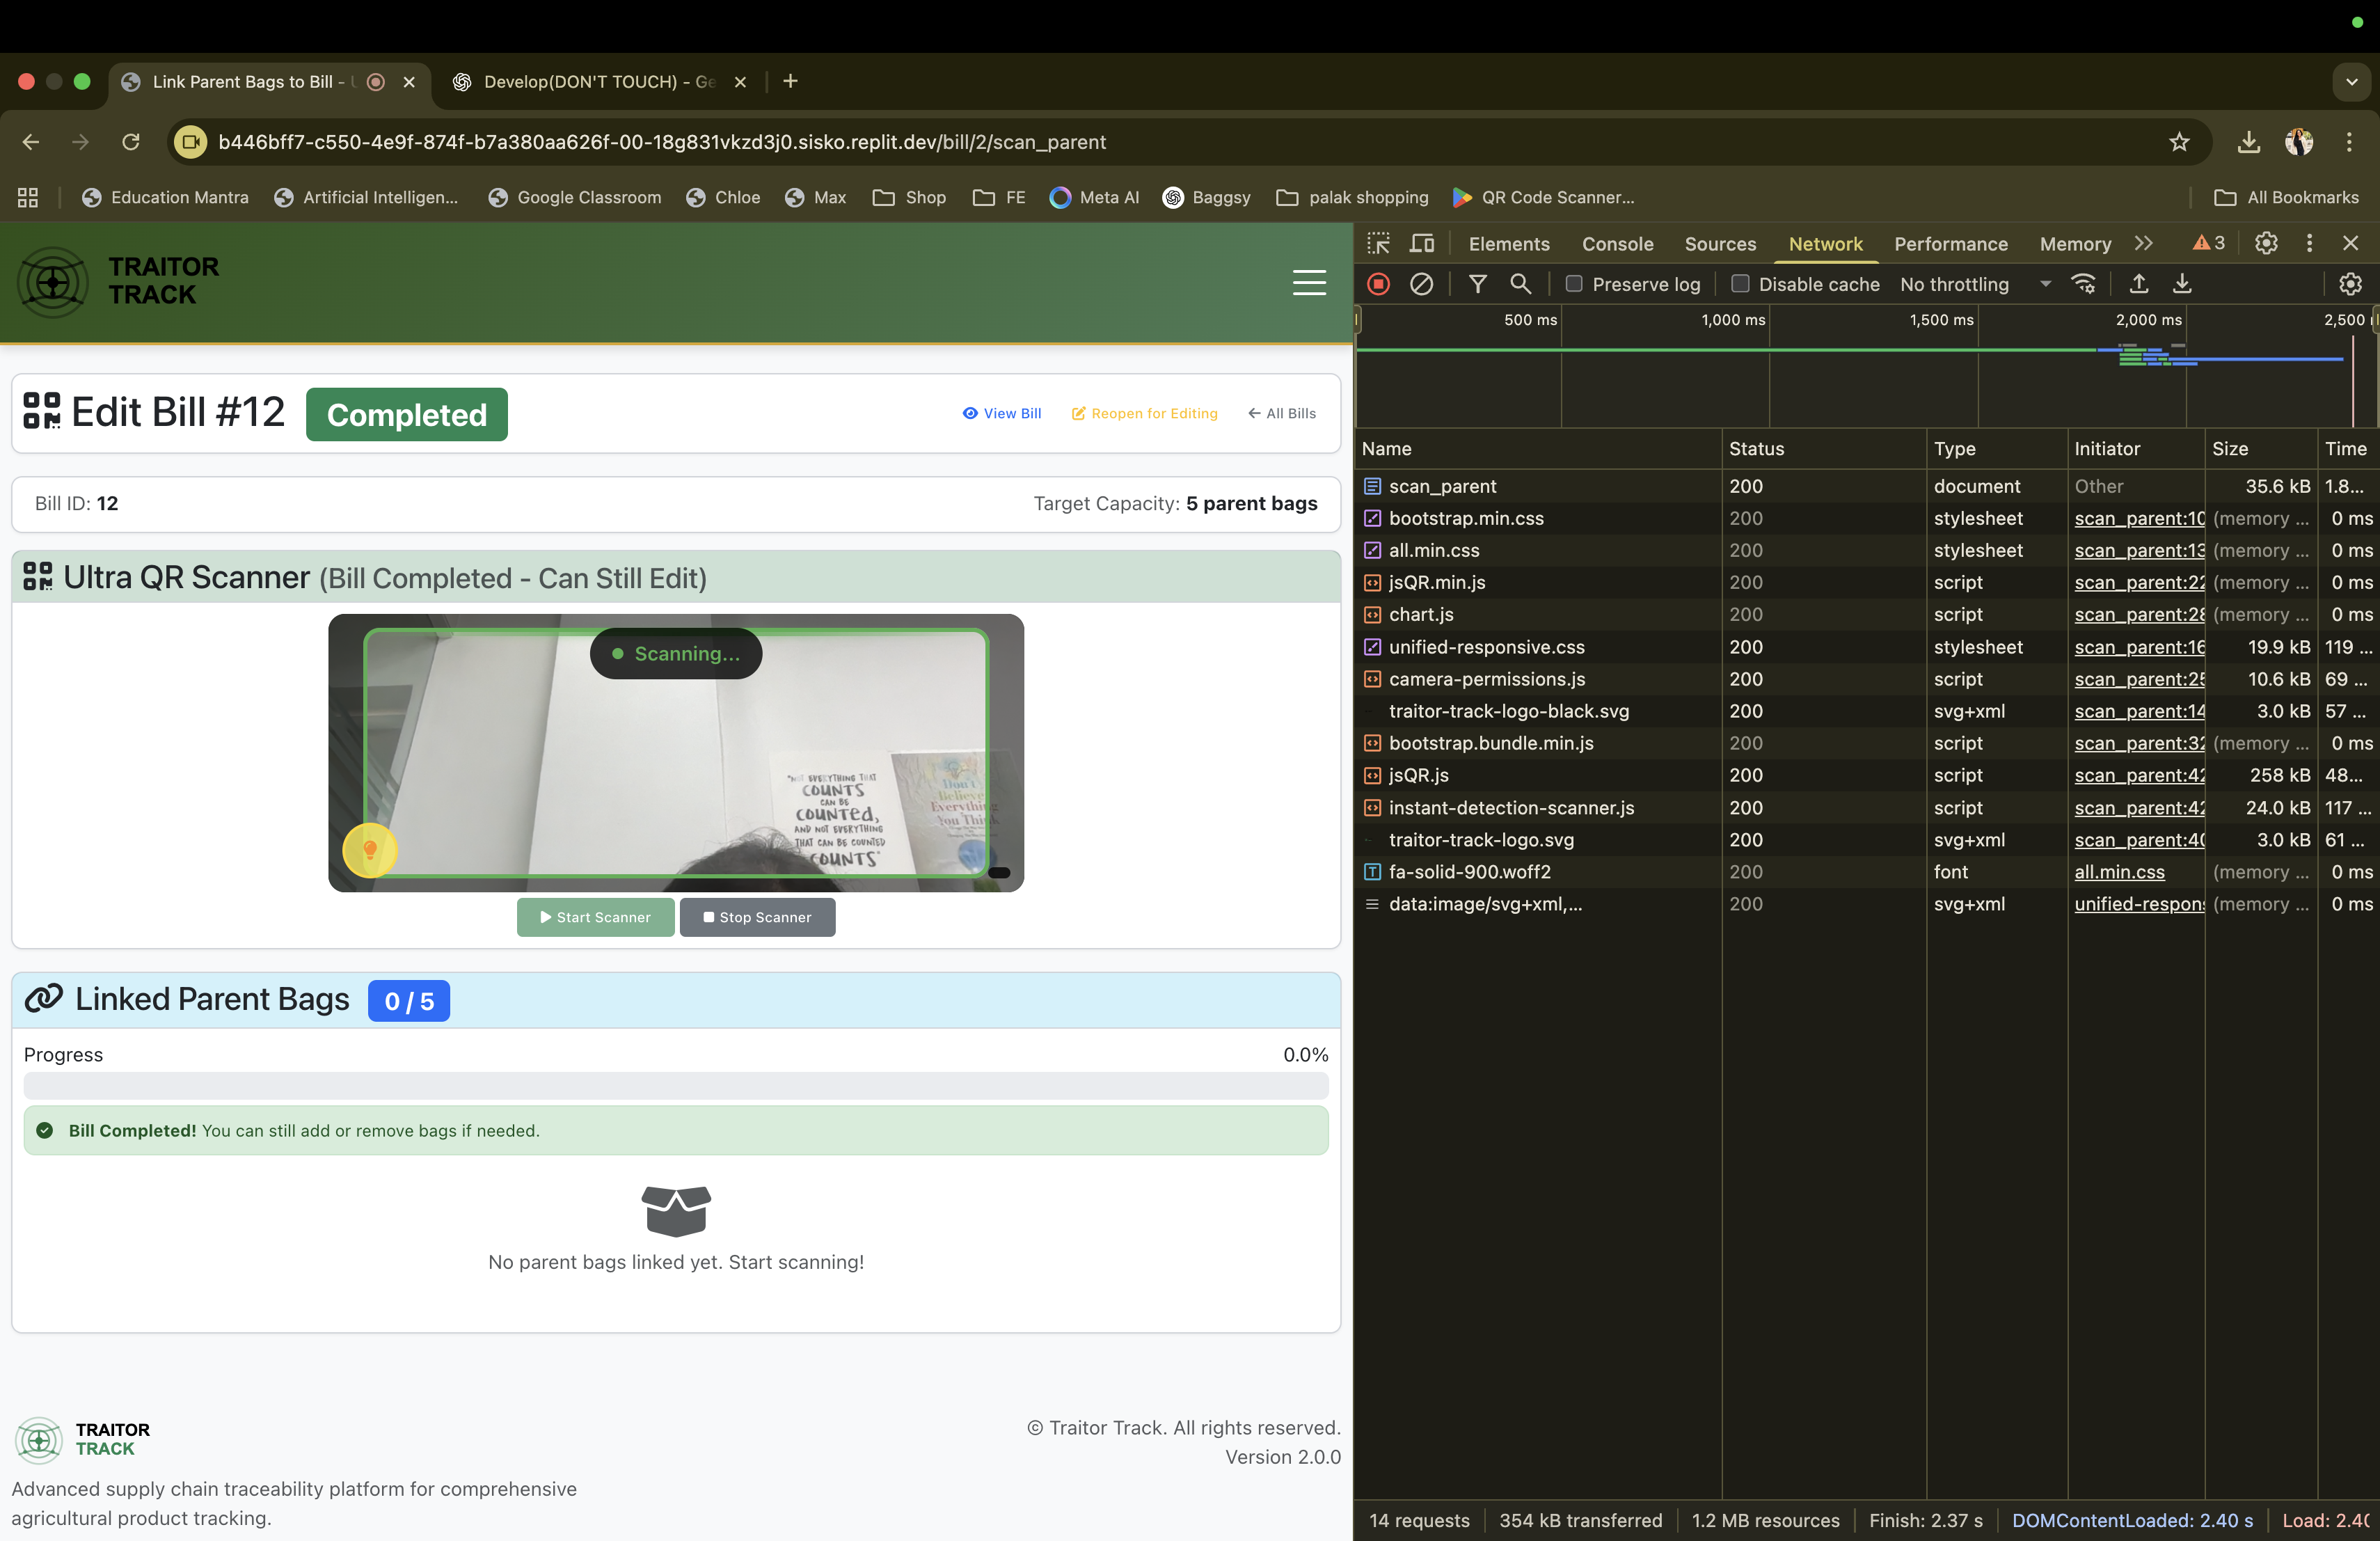 Link Parent Bags to Bill -
Develop(DON'T TOUCH) - Ge
b446bff7-c550-4e9f-874f-b7a380aa626f-00-18g831vkzd3j0.sisko.replit.dev/bill/2/scan_parent
Education Mantra
Artificial Intelligen...
Google Classroom
Chloe
Max
Shop
FE
Meta AI
Baggsy
palak shopping
QR Code Scanner...
All Bookmarks
TRAITOR
TRACK
Edit Bill #12
Completed
View Bill
Reopen for Editing
All Bills
Bill ID: 12
Target Capacity: 5 parent bags
Ultra QR Scanner (Bill Completed - Can Still Edit)
Scanning...
"NOT EVERYTHING THAT
COUNTS
CAN BE
COUNTED,
AND NOT EVERYTHING
THAT CAN BE COUNTED
COUNTS"
Don't
Believe
Everything
You Think
Start Scanner
Stop Scanner
Linked Parent Bags
0 / 5
Progress
0.0%
Bill Completed! You can still add or remove bags if needed.
No parent bags linked yet. Start scanning!
TRAITOR
TRACK
Advanced supply chain traceability platform for comprehensive
agricultural product tracking.
© Traitor Track. All rights reserved.
Version 2.0.0
Elements
Console
Sources
Network
Performance
Memory
3
Preserve log
Disable cache
No throttling
500 ms
1,000 ms
1,500 ms
2,000 ms
2,500
Name Status Type Initiator Size Time
scan_parent 200 document Other 35.6 kB 1.8...
bootstrap.min.css 200 stylesheet scan_parent:10 (memory ... 0 ms
all.min.css 200 stylesheet scan_parent:13 (memory ... 0 ms
jsQR.min.js 200 script scan_parent:22 (memory ... 0 ms
chart.js 200 script scan_parent:28 (memory ... 0 ms
unified-responsive.css 200 stylesheet scan_parent:16 19.9 kB 119 ...
camera-permissions.js 200 script scan_parent:25 10.6 kB 69 ...
traitor-track-logo-black.svg 200 svg+xml scan_parent:14 3.0 kB 57 ...
bootstrap.bundle.min.js 200 script scan_parent:32 (memory ... 0 ms
jsQR.js 200 script scan_parent:42 258 kB 48...
instant-detection-scanner.js 200 script scan_parent:42 24.0 kB 117 ...
traitor-track-logo.svg 200 svg+xml scan_parent:40 3.0 kB 61 ...
fa-solid-900.woff2 200 font all.min.css (memory ... 0 ms
data:image/svg+xml,... 200 svg+xml unified-respons (memory ... 0 ms
14 requests
354 kB transferred
1.2 MB resources
Finish: 2.37 s
DOMContentLoaded: 2.40 s
Load: 2.40